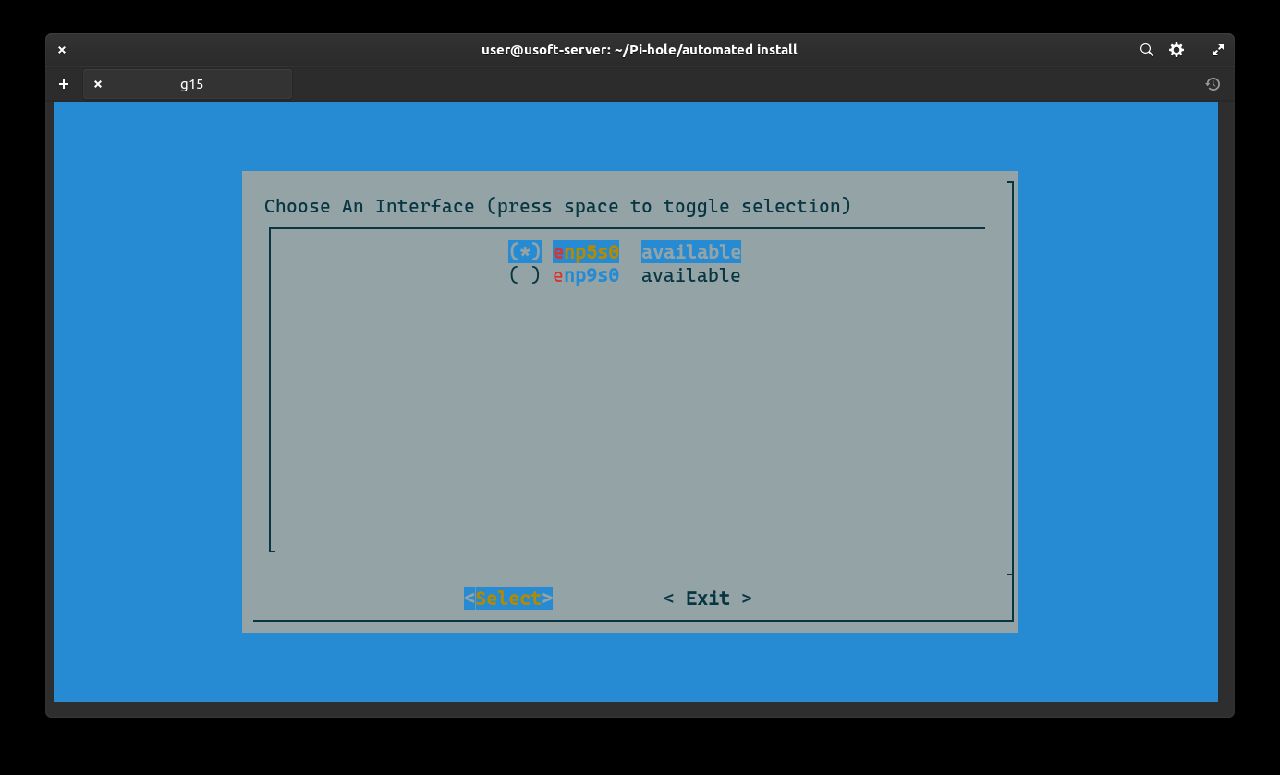 user@usoft-server: ~/Pi-hole/automated install
g15
Choose An Interface (press space to toggle selection)
(*) enp5s0 available
( ) enp9s0 available
<Select> < Exit >